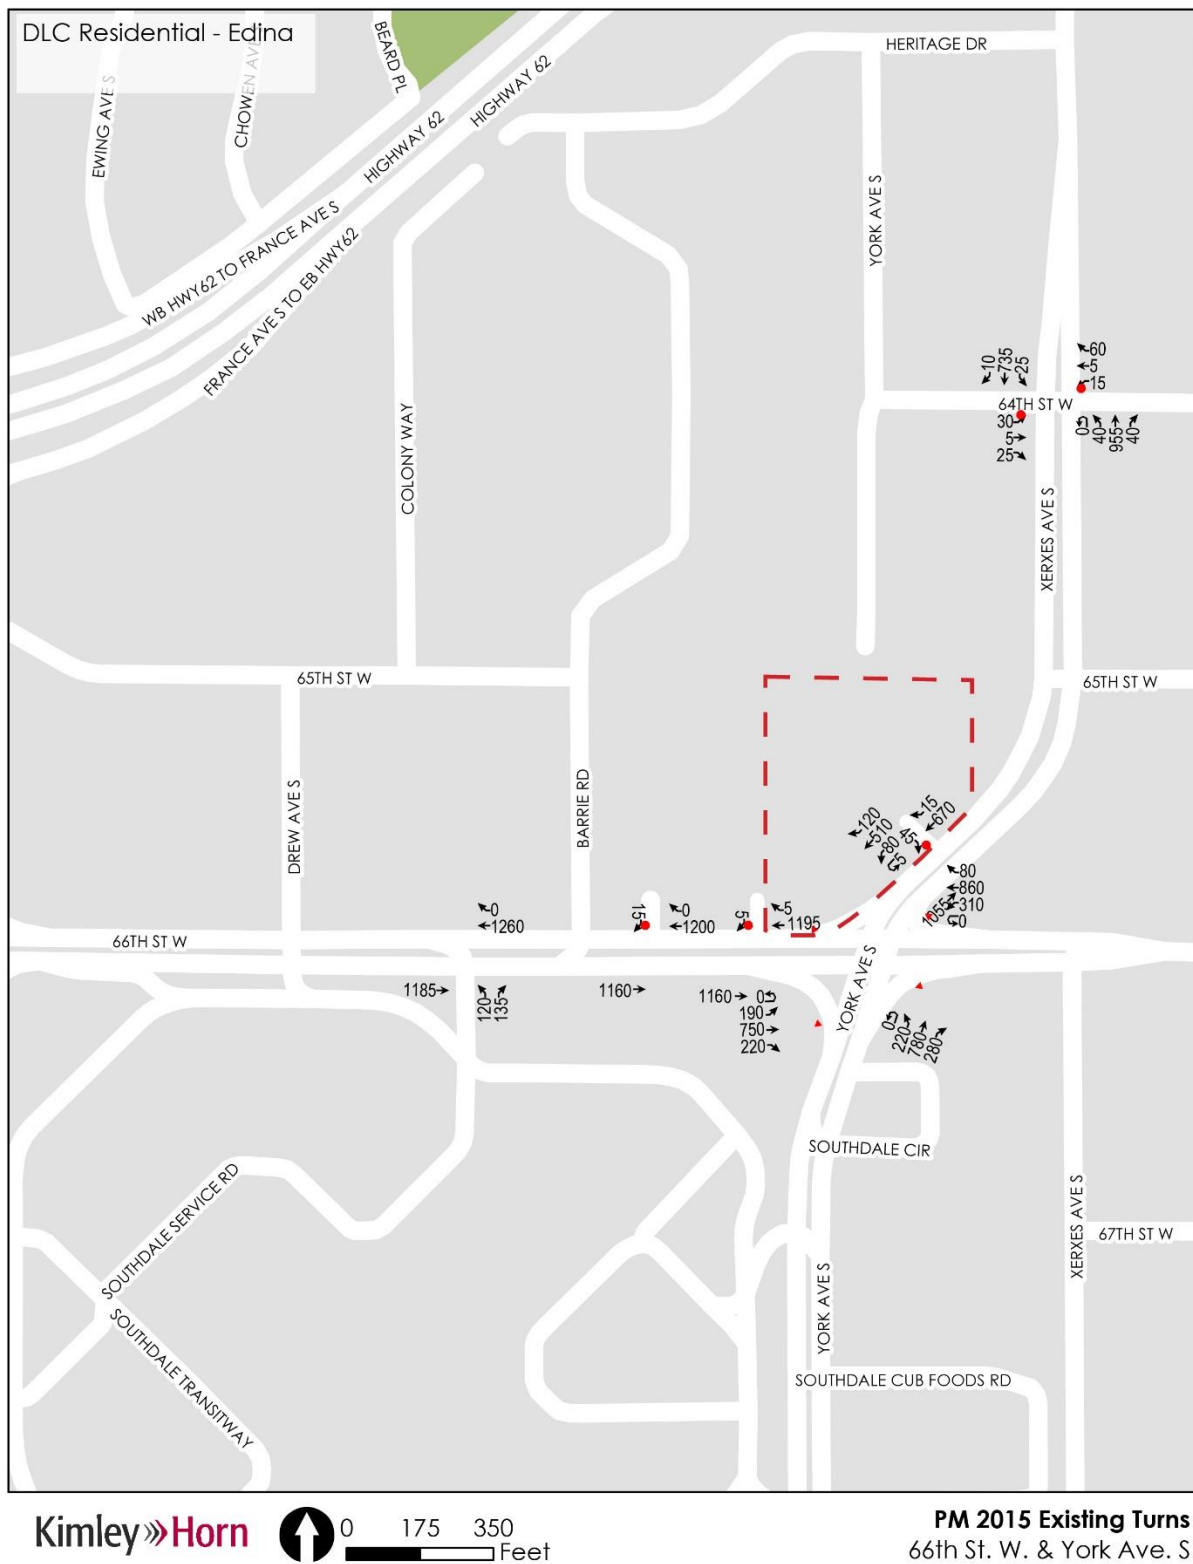 DLC Residential - Edina
BEARD PL
HERITAGE DR
CHOWEN AVE
EWING AVE S
HIGHWAY 62
HIGHWAY 62
YORK AVE S
WB HWY62 TO FRANCE AVE S
FRANCE AVE S TO EB HWY62
COLONY WAY
10
735
25
60
5
15
64TH ST W
30
5
25
0
40
955
40
XERXES AVE S
65TH ST W
65TH ST W
DREW AVE S
BARRIE RD
15
670
120
510
80
5
45
80
860
310
0
1055
0
1260
15
0
1200
5
5
1195
66TH ST W
YORK AVE S
1185
120
135
1160
1160
0
190
750
220
0
220
780
280
SOUTHDALE CIR
SOUTHDALE SERVICE RD
XERXES AVE S
67TH ST W
SOUTHDALE TRANSITWAY
YORK AVE S
SOUTHDALE CUB FOODS RD
Kimley»Horn
0 175 350
Feet
PM 2015 Existing Turns
66th St. W. & York Ave. S